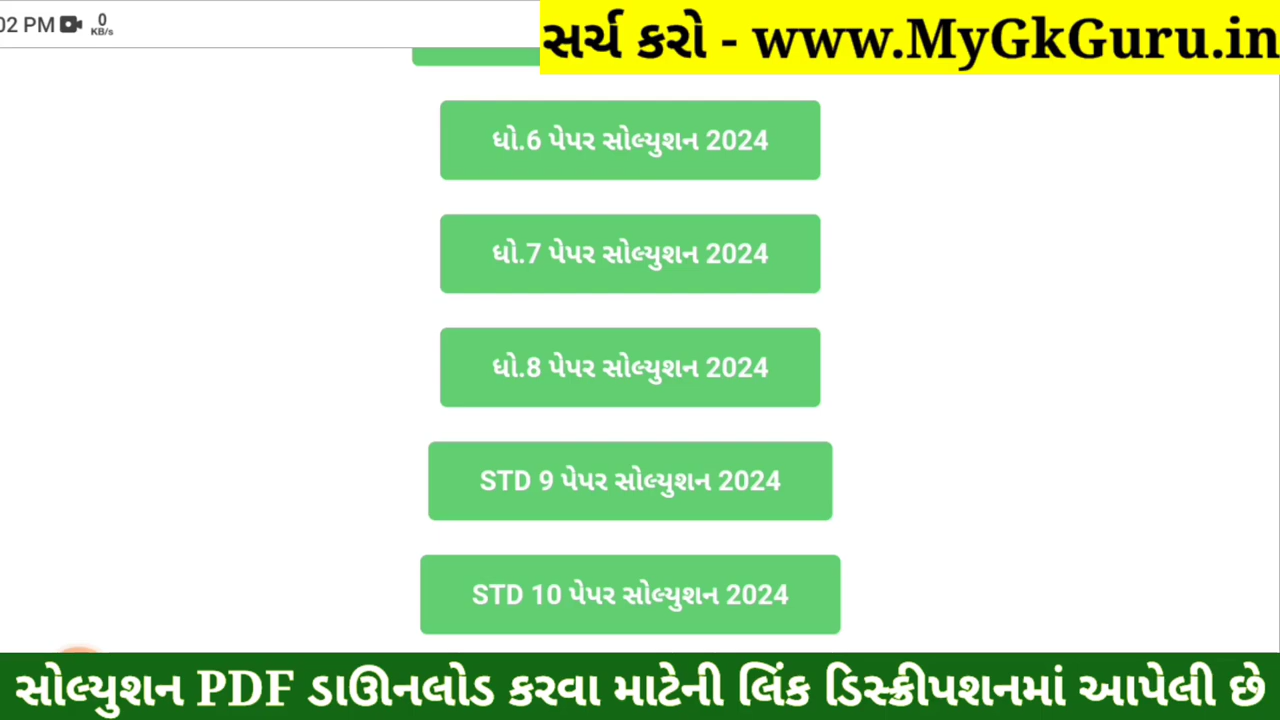 02 PM 0 KB/s
સર્ચ કરો - www.MyGkGuru.in
ધો.6 પેપર સોલ્યુશન 2024
ધો.7 પેપર સોલ્યુશન 2024
ધો.8 પેપર સોલ્યુશન 2024
STD 9 પેપર સોલ્યુશન 2024
STD 10 પેપર સોલ્યુશન 2024
સોલ્યુશન PDF ડાઊનલોડ કરવા માટેની લિંક ડિસ્ક્રીપશનમાં આપેલી છે